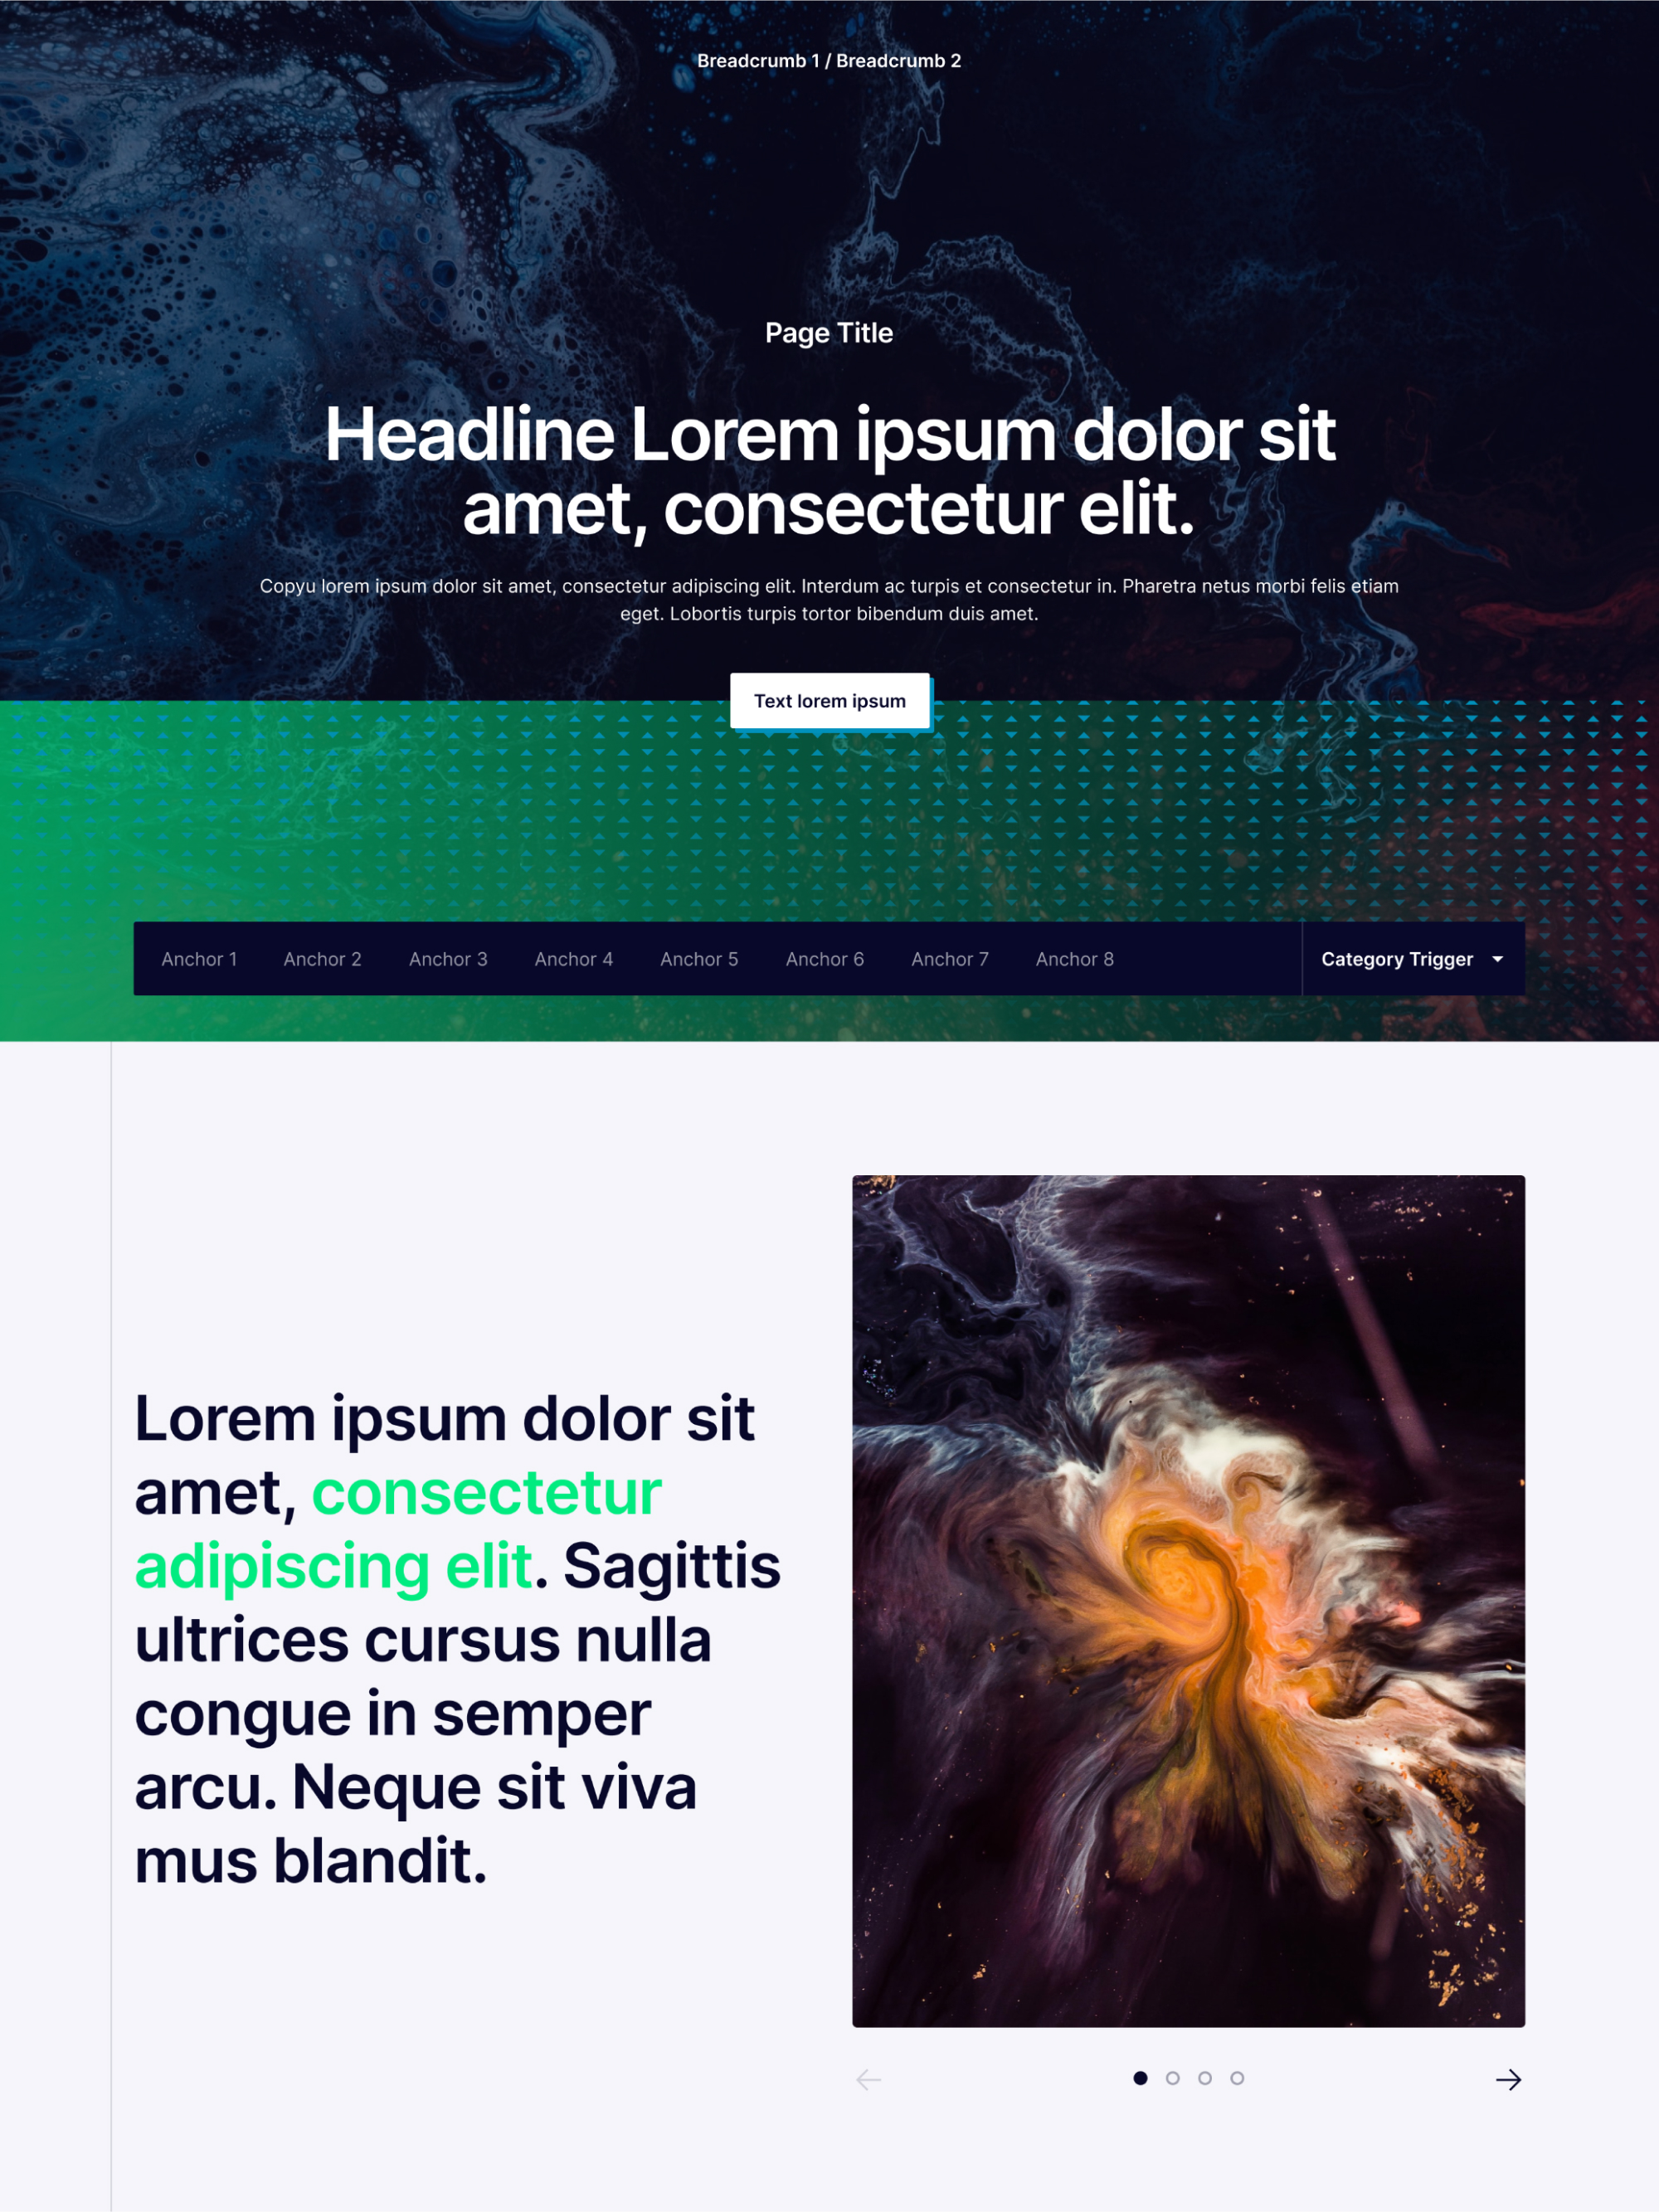 Breadcrumb 1 / Breadcrumb 2
Page Title
Headline Lorem ipsum dolor sit
amet, consectetur elit.
Copyu lorem ipsum dolor sit amet, consectetur adipiscing elit. Interdum ac turpis et consectetur in. Pharetra netus morbi felis etiam
eget. Lobortis turpis tortor bibendum duis amet.
Text lorem ipsum
Anchor 1 Anchor 2 Anchor 3 Anchor 4 Anchor 5 Anchor 6 Anchor 7 Anchor 8 Category Trigger
Lorem ipsum dolor sit
amet, consectetur
adipiscing elit. Sagittis
ultrices cursus nulla
congue in semper
arcu. Neque sit viva
mus blandit.